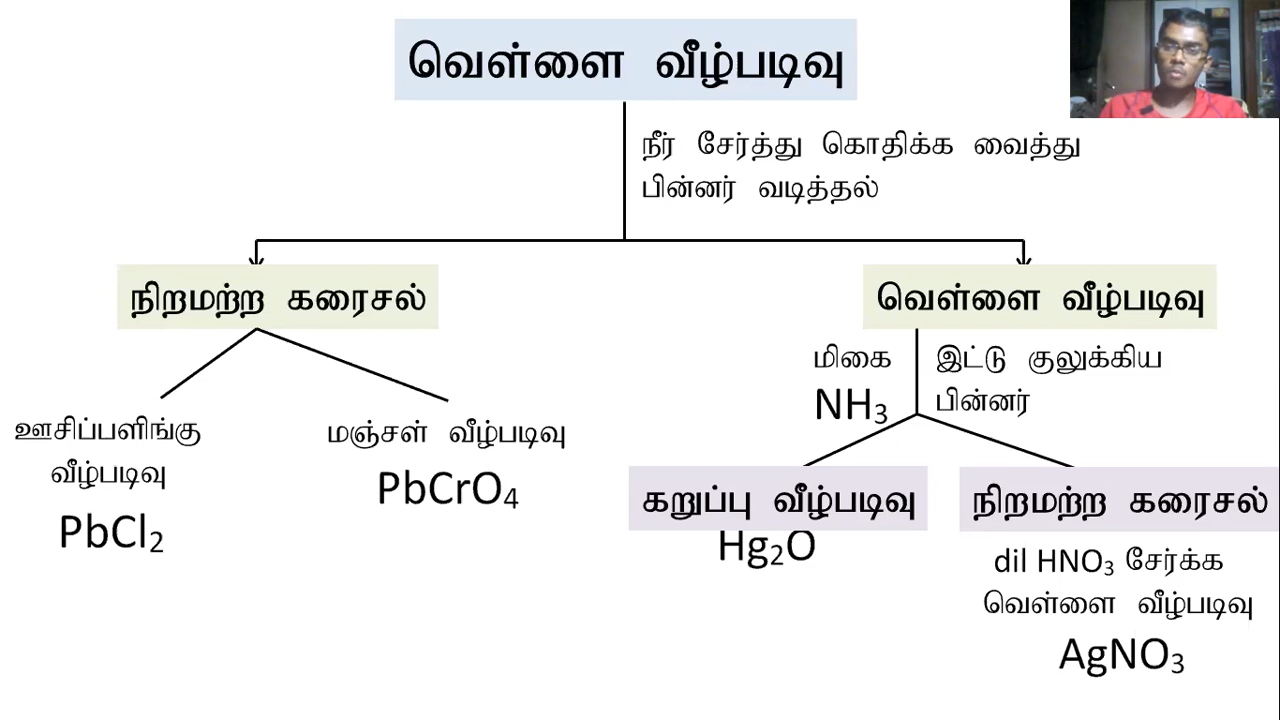 வெள்ளை வீழ்படிவு
நீர் சேர்த்து கொதிக்க வைத்து
பின்னர் வடித்தல்
நிறமற்ற கரைசல்
வெள்ளை வீழ்படிவு
மிகை
NH₃
இட்டு குலுக்கிய
பின்னர்
ஊசிப்பளிங்கு
வீழ்படிவு
PbCl₂
மஞ்சள் வீழ்படிவு
PbCrO₄
கறுப்பு வீழ்படிவு
Hg₂O
நிறமற்ற கரைசல்
dil HNO₃ சேர்க்க
வெள்ளை வீழ்படிவு
AgNO₃